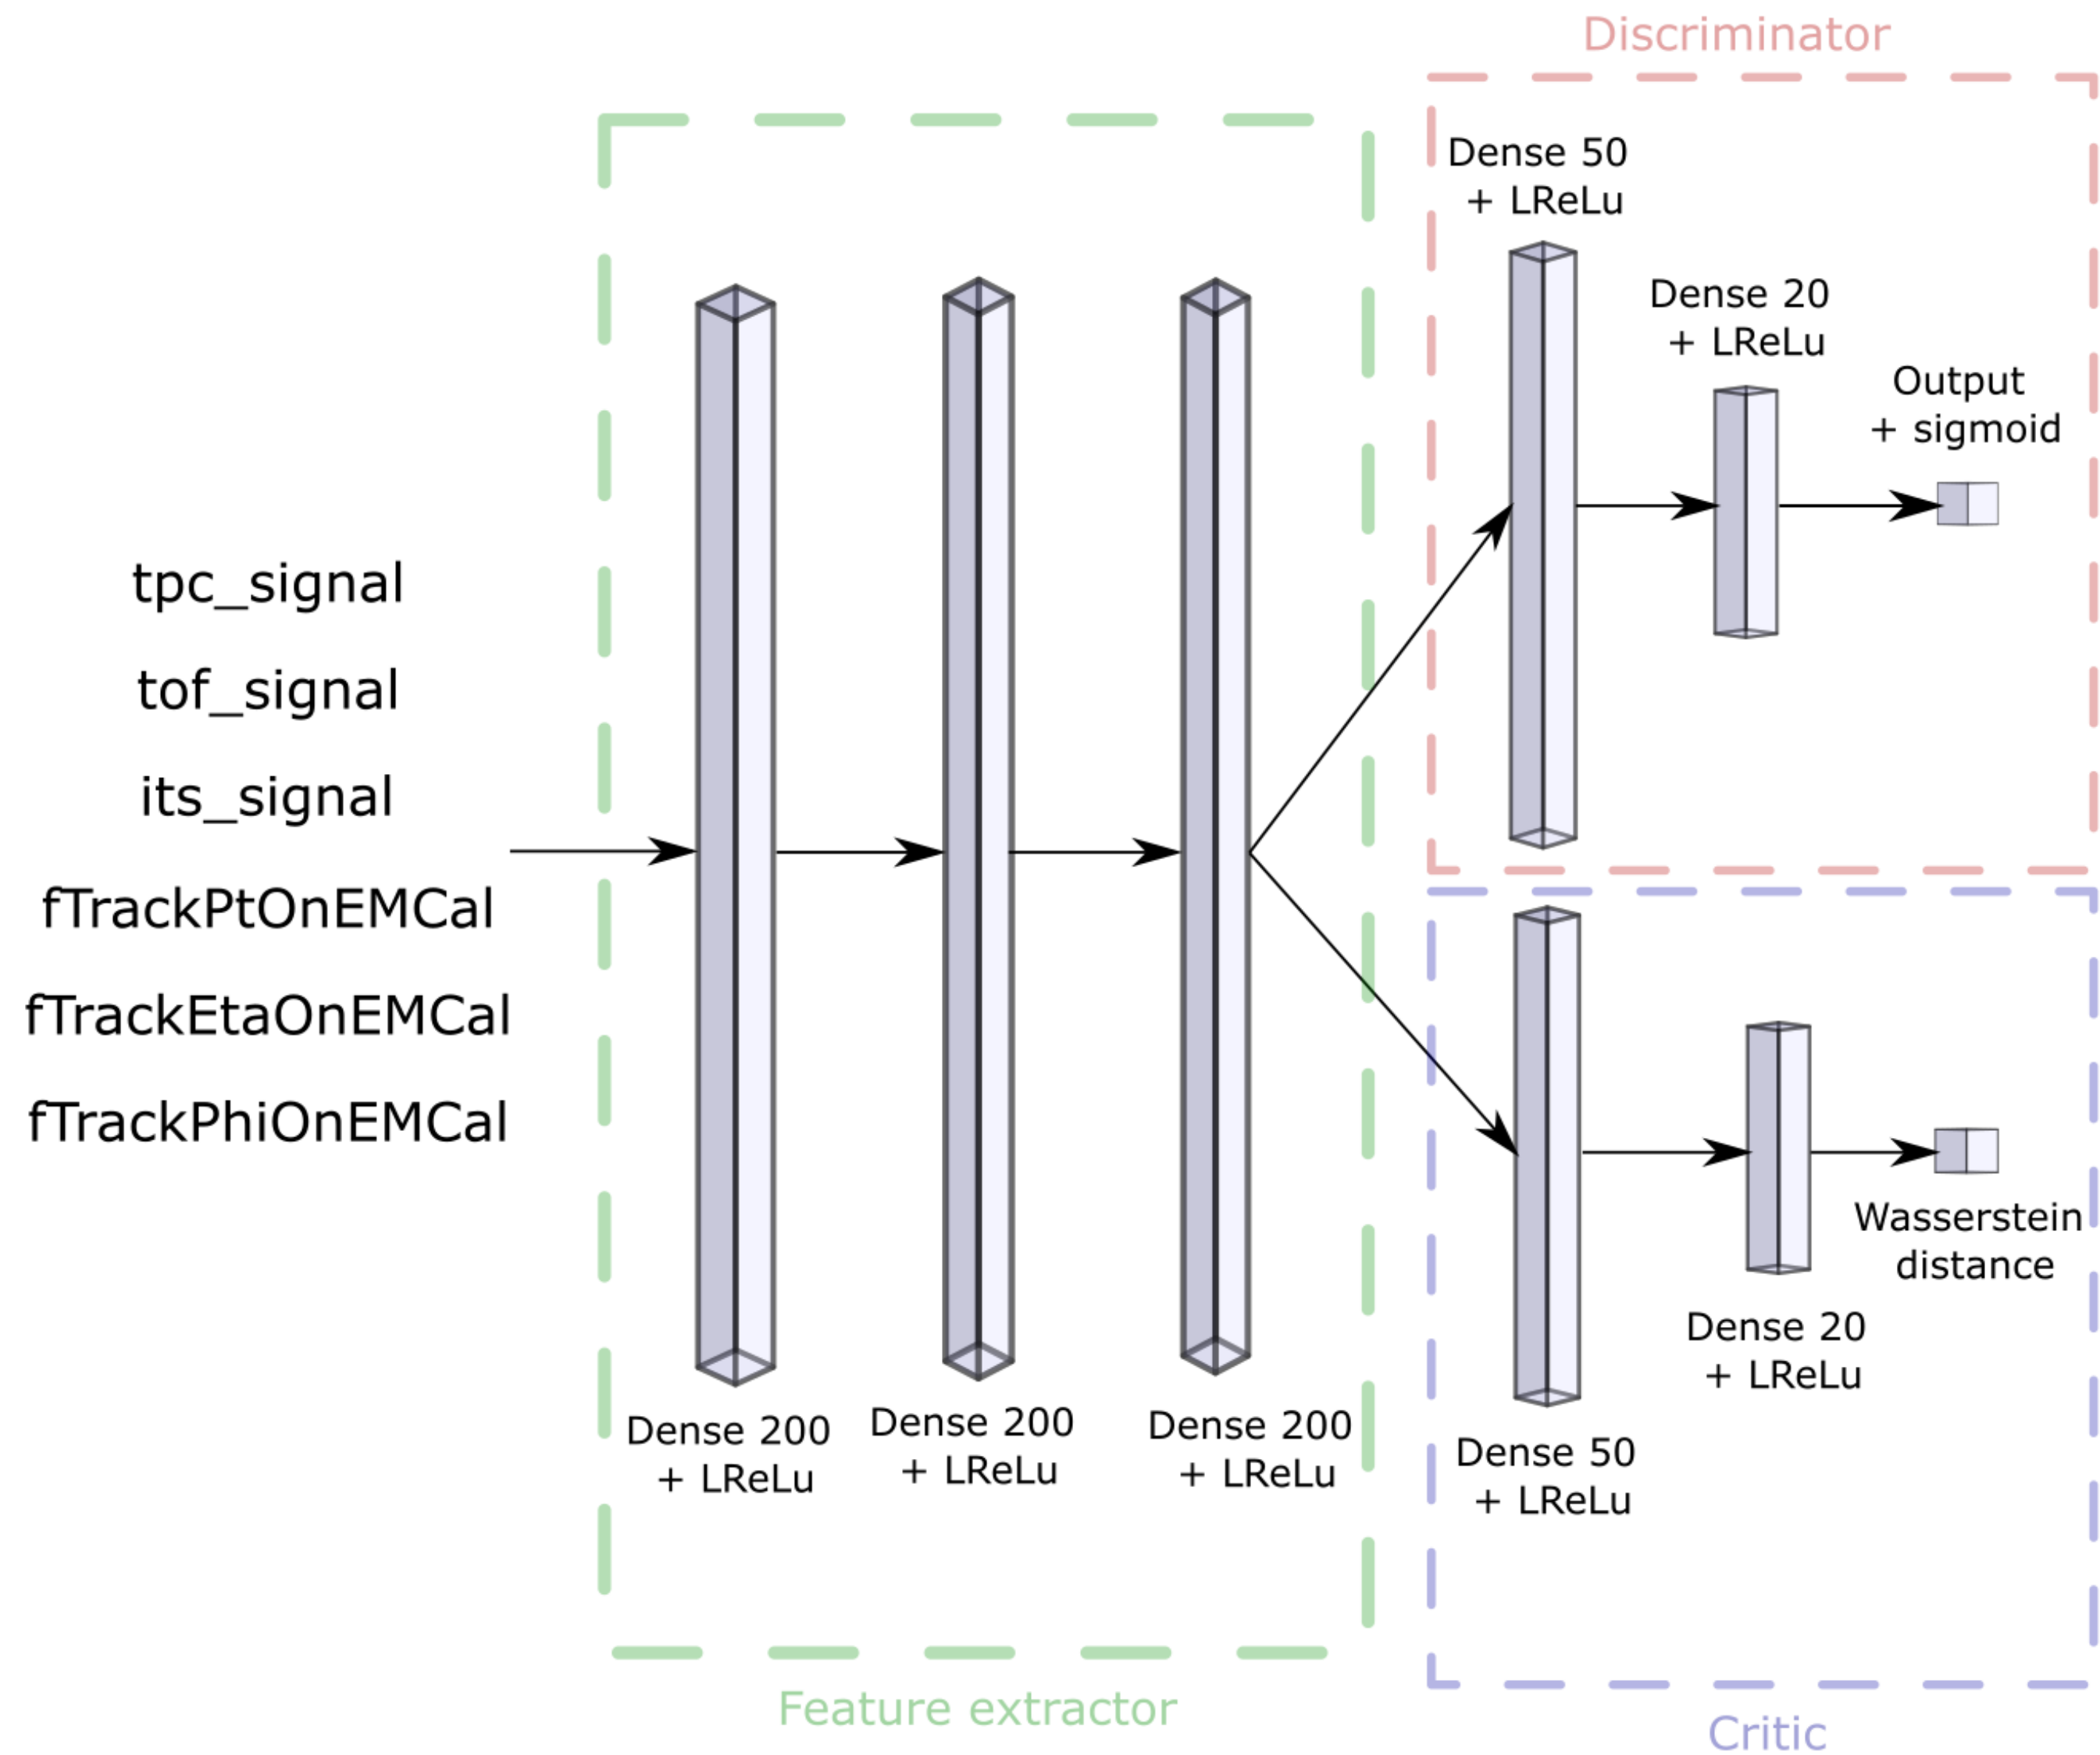 Discriminator
Dense 50
+ LReLu
Dense 20
+ LReLu
Output
+ sigmoid
tpc_signal
tof_signal
its_signal
fTrackPtOnEMCal
fTrackEtaOnEMCal
fTrackPhiOnEMCal
Dense 200
+ LReLu
Dense 200
+ LReLu
Dense 200
+ LReLu
Feature extractor
Wasserstein
distance
Dense 20
+ LReLu
Dense 50
+ LReLu
Critic